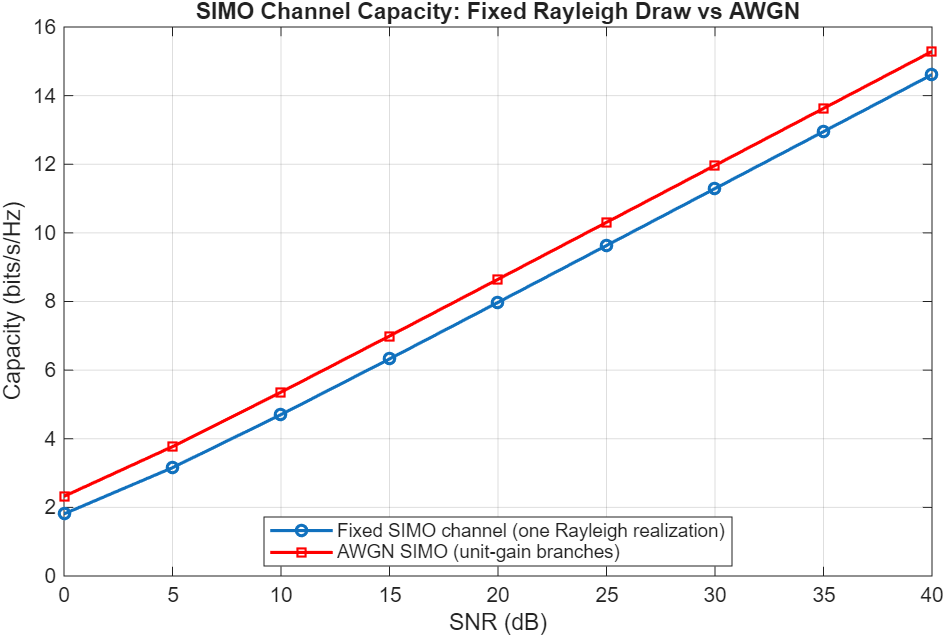 SIMO Channel Capacity: Fixed Rayleigh Draw vs AWGN
16
14
12
10
8
6
4
2
0
Capacity (bits/s/Hz)
Fixed SIMO channel (one Rayleigh realization)
AWGN SIMO (unit-gain branches)
0 5 10 15 20 25 30 35 40
SNR (dB)